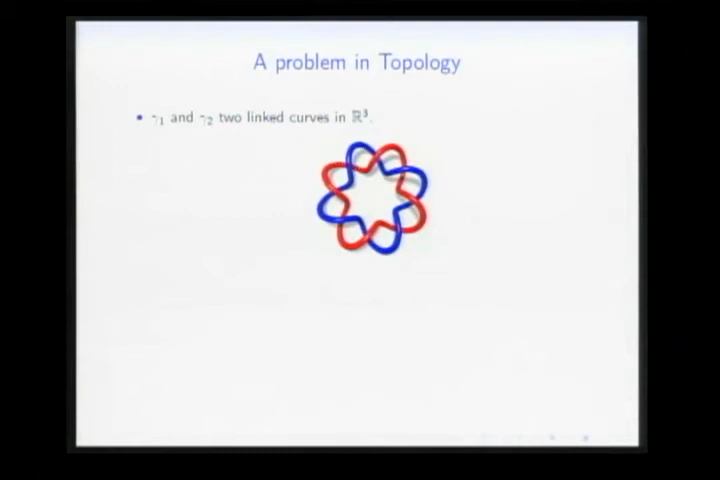 A problem in Topology
• γ₁ and γ₂ two linked curves in ℝ³.